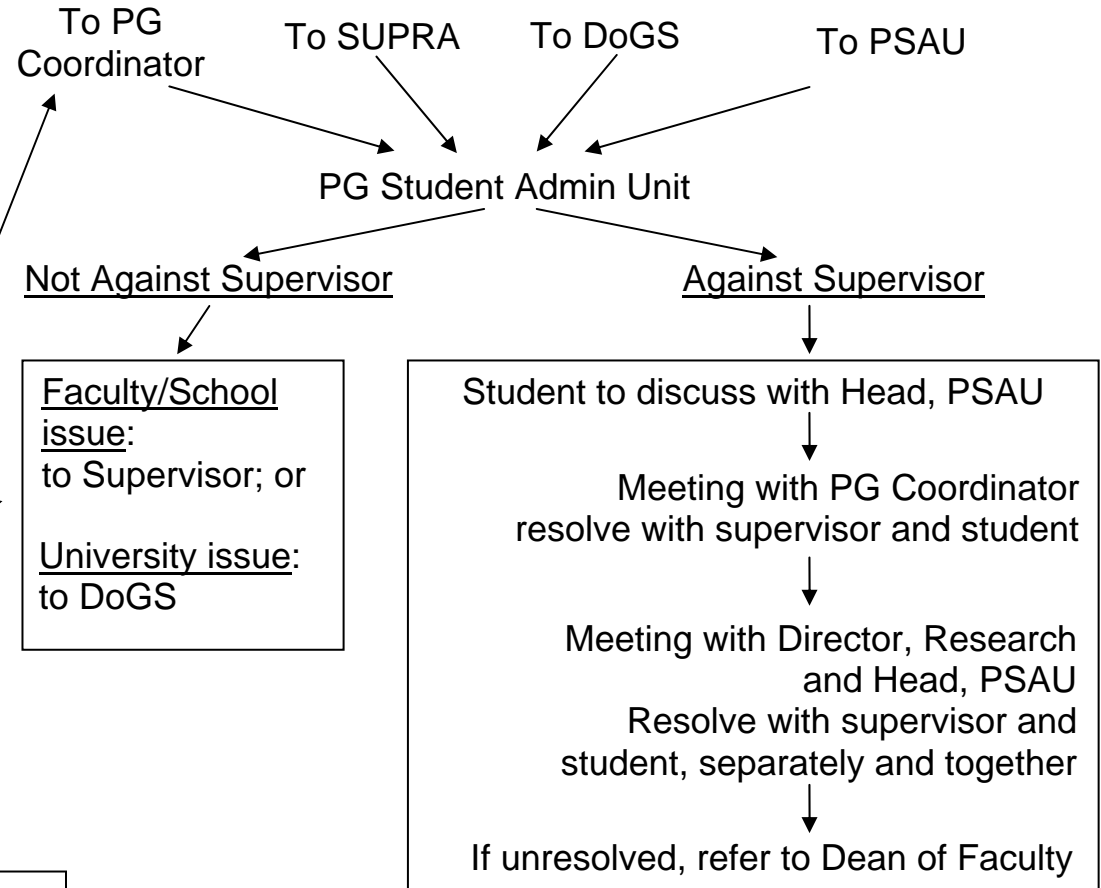 To PG
Coordinator
To SUPRA
To DoGS
To PSAU
PG Student Admin Unit
Not Against Supervisor
Against Supervisor
Faculty/School
issue:
to Supervisor; or
University issue:
to DoGS
Student to discuss with Head, PSAU
Meeting with PG Coordinator
resolve with supervisor and student
Meeting with Director, Research
and Head, PSAU
Resolve with supervisor and
student, separately and together
If unresolved, refer to Dean of Faculty